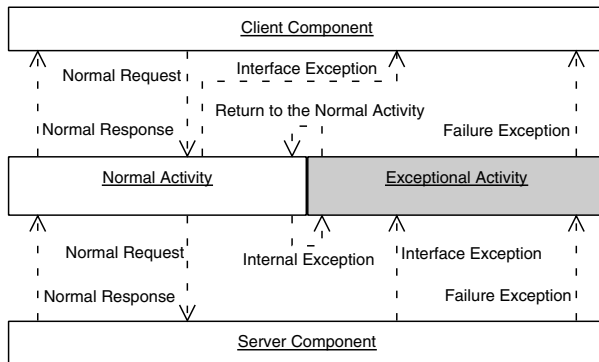 Client Component
Normal Request
Interface Exception
Return to the Normal Activity
Normal Response
Failure Exception
Normal Activity
Exceptional Activity
Normal Request
Internal Exception
Interface Exception
Normal Response
Failure Exception
Server Component